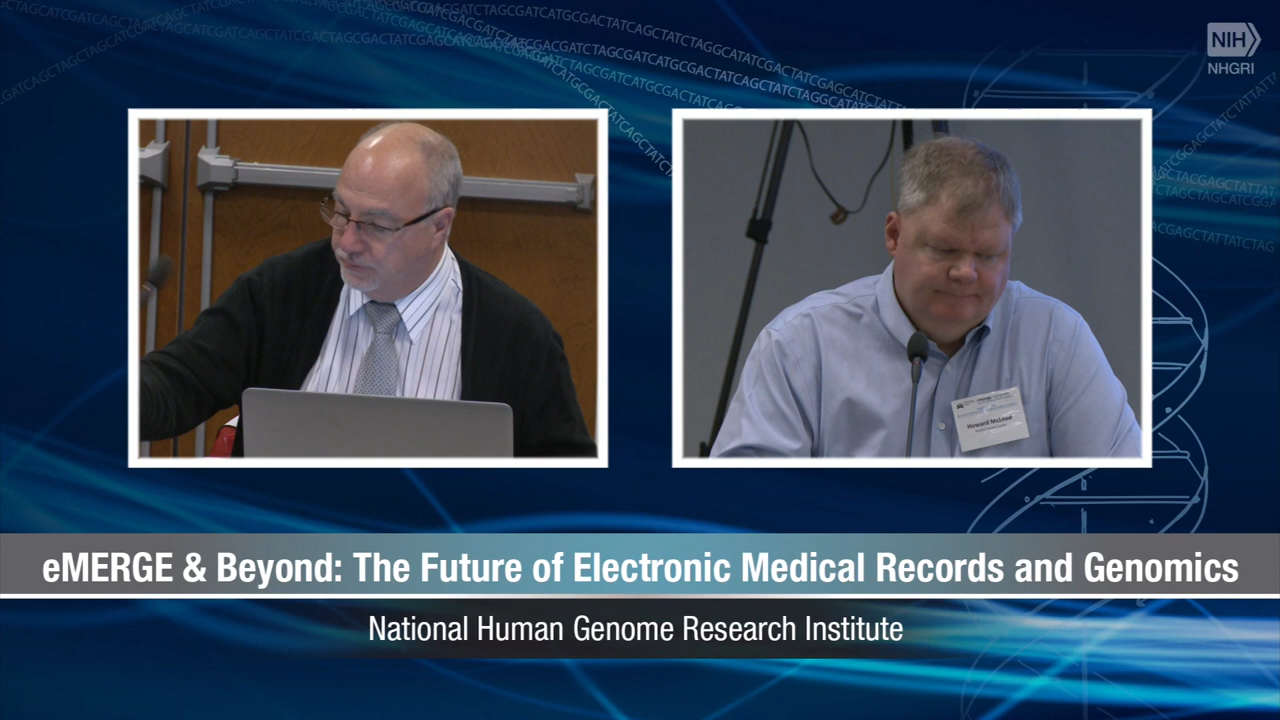 NIH
NHGRI
Howard McLeod
eMERGE & Beyond: The Future of Electronic Medical Records and Genomics
National Human Genome Research Institute